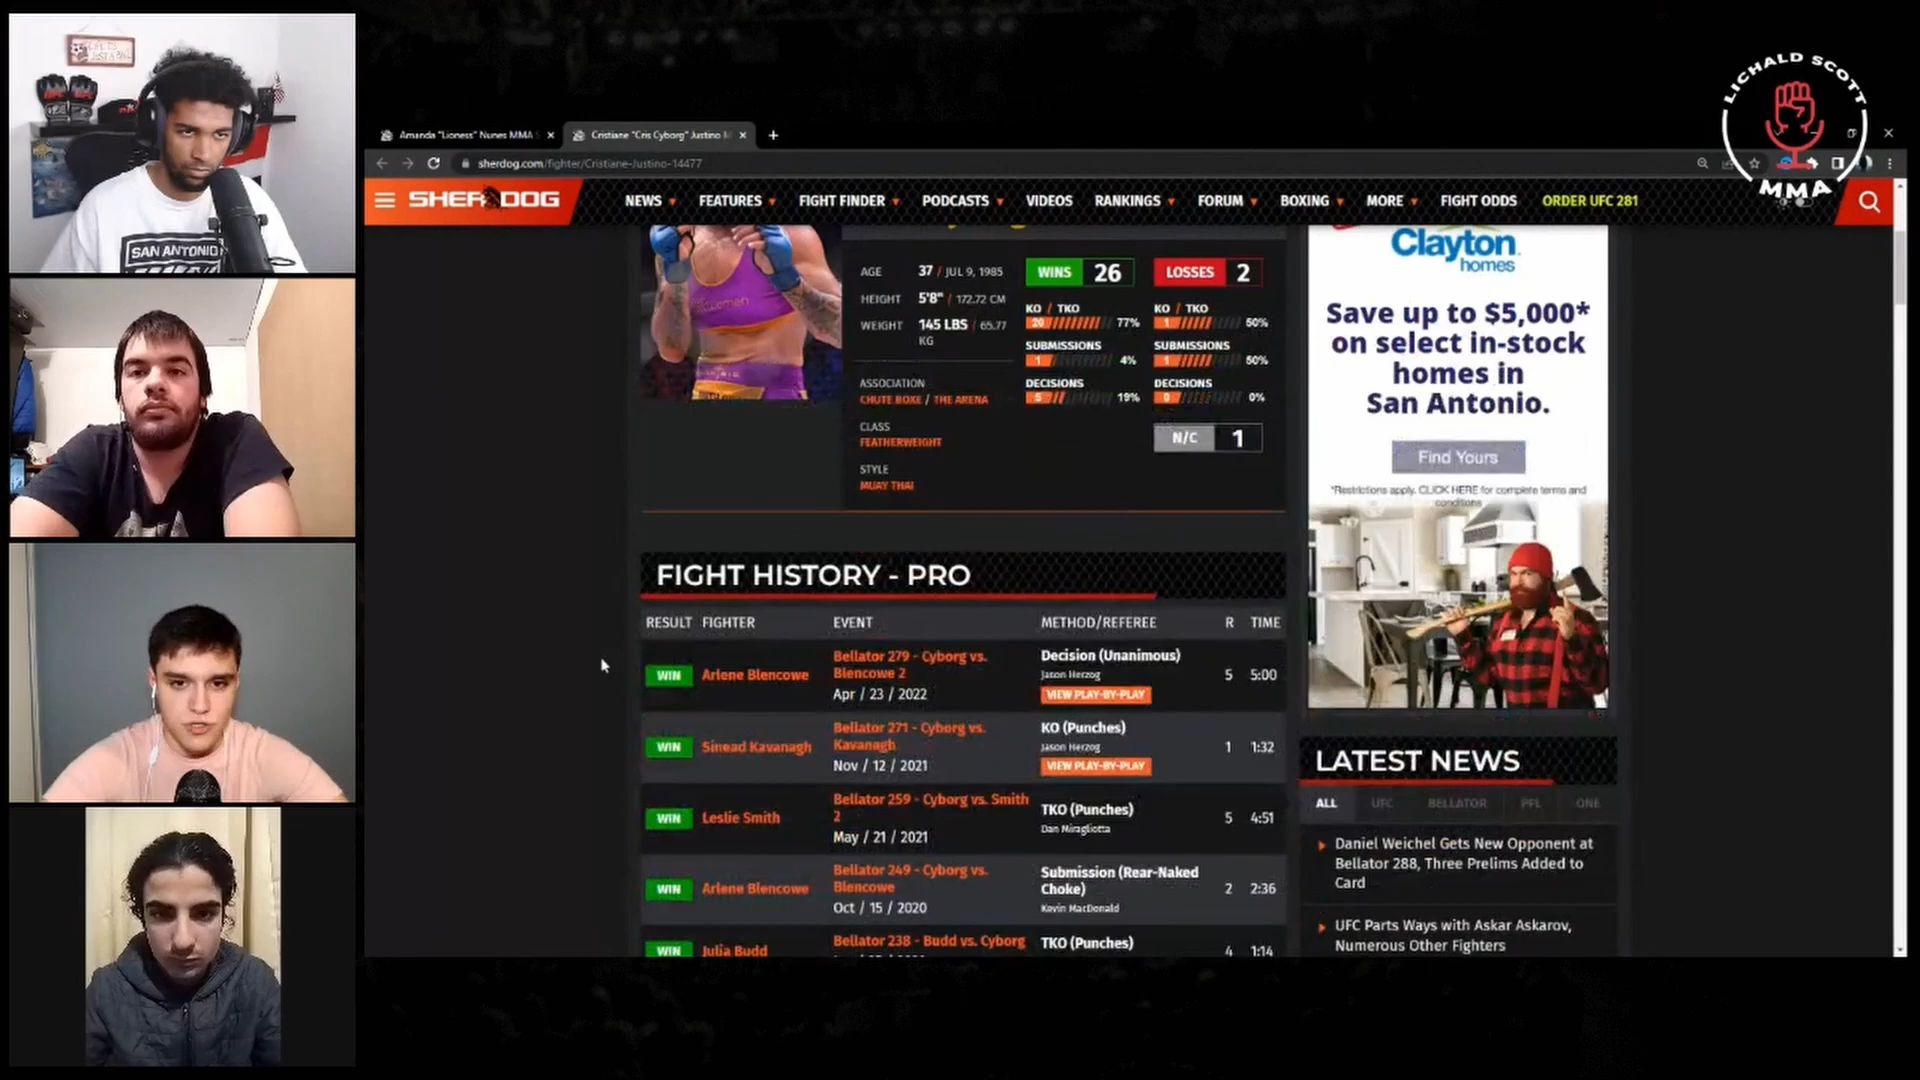 LICHALD SCOTT
MMA
SAN ANTONIO
Amanda "Lioness" Nunes MMA
Cristiane "Cris Cyborg" Justino M
sherdog.com/fighter/Cristiane-Justino-14477
SHERDOG
NEWS
FEATURES
FIGHT FINDER
PODCASTS
VIDEOS
RANKINGS
FORUM
BOXING
MORE
FIGHT ODDS
ORDER UFC 281
AGE 37 / JUL 9, 1985
HEIGHT 5'8" / 172.72 CM
WEIGHT 145 LBS / 65.77
KG
ASSOCIATION
CHUTE BOXE / THE ARENA
CLASS
FEATHERWEIGHT
STYLE
MUAY THAI
WINS 26
KO / TKO
20 77%
SUBMISSIONS
1 4%
DECISIONS
5 19%
LOSSES 2
KO / TKO
1 50%
SUBMISSIONS
1 50%
DECISIONS
0 0%
N/C 1
Clayton
homes
Save up to $5,000*
on select in-stock
homes in
San Antonio.
Find Yours
*Restrictions apply. CLICK HERE for complete terms and
conditions
FIGHT HISTORY - PRO
RESULT FIGHTER EVENT METHOD/REFEREE R TIME
WIN Arlene Blencowe Bellator 279 - Cyborg vs.
Blencowe 2
Apr / 23 / 2022
Decision (Unanimous)
Jason Herzog
VIEW PLAY-BY-PLAY
5 5:00
WIN Sinead Kavanagh Bellator 271 - Cyborg vs.
Kavanagh
Nov / 12 / 2021
KO (Punches)
Jason Herzog
VIEW PLAY-BY-PLAY
1 1:32
WIN Leslie Smith Bellator 259 - Cyborg vs. Smith
2
May / 21 / 2021
TKO (Punches)
Dan Miragliotta
5 4:51
WIN Arlene Blencowe Bellator 249 - Cyborg vs.
Blencowe
Oct / 15 / 2020
Submission (Rear-Naked
Choke)
Kevin MacDonald
2 2:36
WIN Julia Budd Bellator 238 - Budd vs. Cyborg
TKO (Punches)
4 1:14
LATEST NEWS
ALL UFC BELLATOR PFL ONE
Daniel Weichel Gets New Opponent at
Bellator 288, Three Prelims Added to
Card
UFC Parts Ways with Askar Askarov,
Numerous Other Fighters